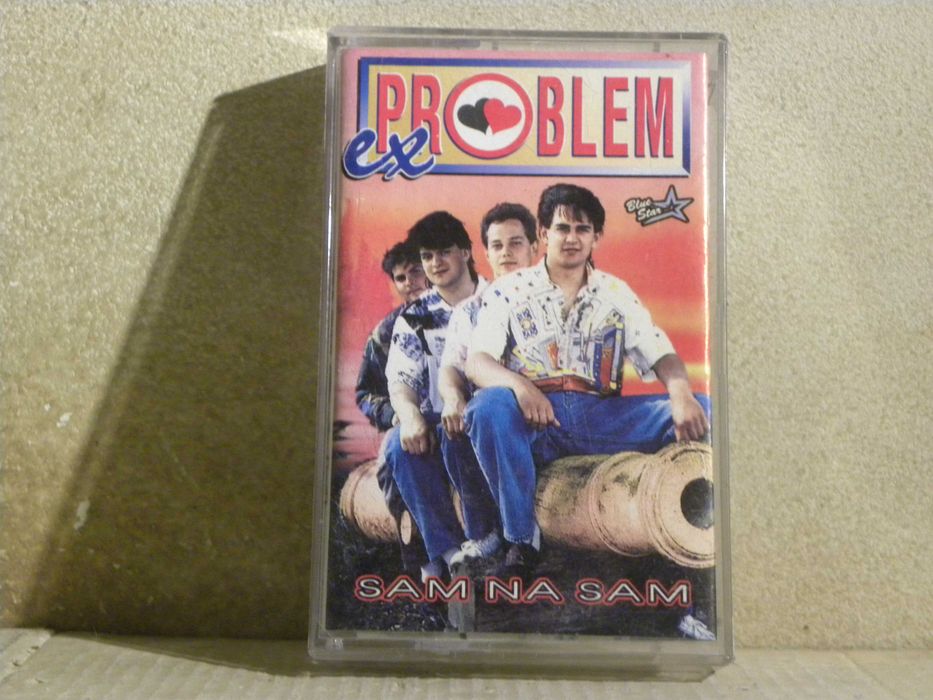 PROBLEM
ex
Blue
Star
SAM NA SAM